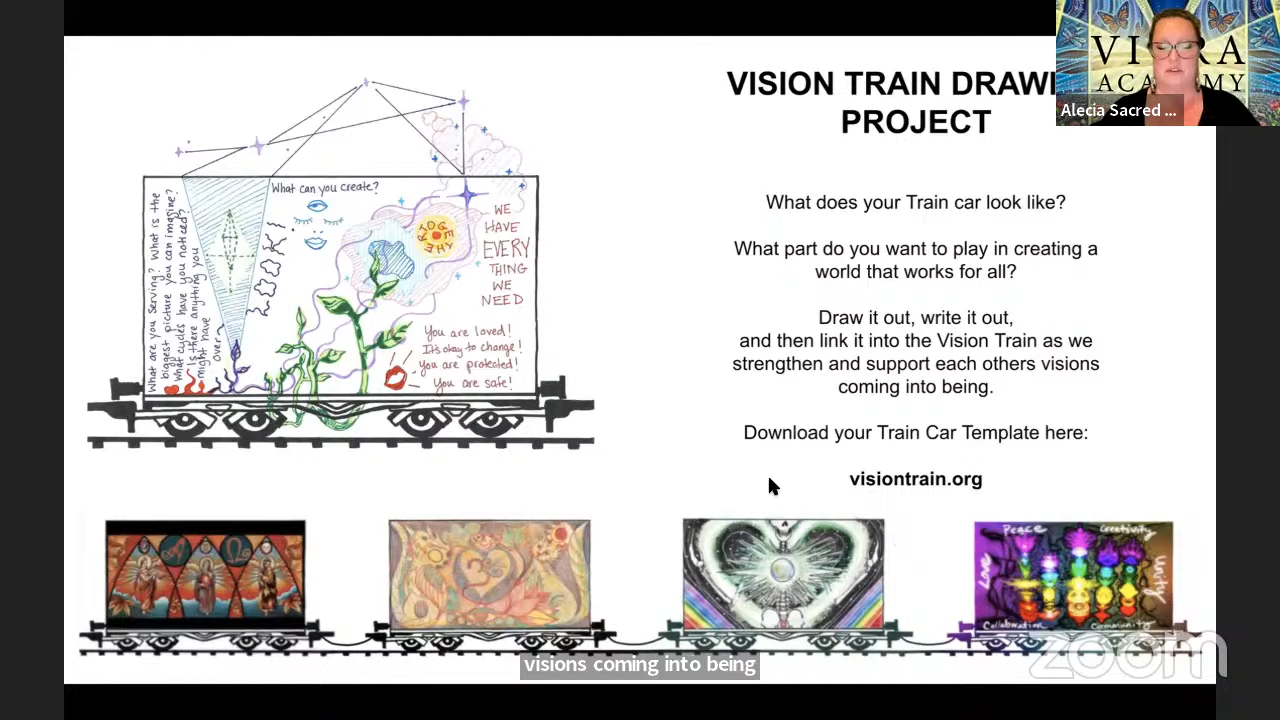 VISION TRAIN DRAW
PROJECT
VI RA
ACADEMY
Alecia Sacred ...
What does your Train car look like?
What part do you want to play in creating a
world that works for all?
Draw it out, write it out,
and then link it into the Vision Train as we
strengthen and support each others visions
coming into being.
Download your Train Car Template here:
visiontrain.org
What are you Serving? What is the
biggest picture you can imagine?
What cycles have you noticed?
Is there anything you
might have
over
What can you create?
TOGETHER
WE
HAVE
EVERY
THING
WE
NEED
You are loved!
It's okay to change!
You are protected!
You are safe!
Peace
Creativity
Love
Unity
Collaboration
Community
visions coming into being
zoom